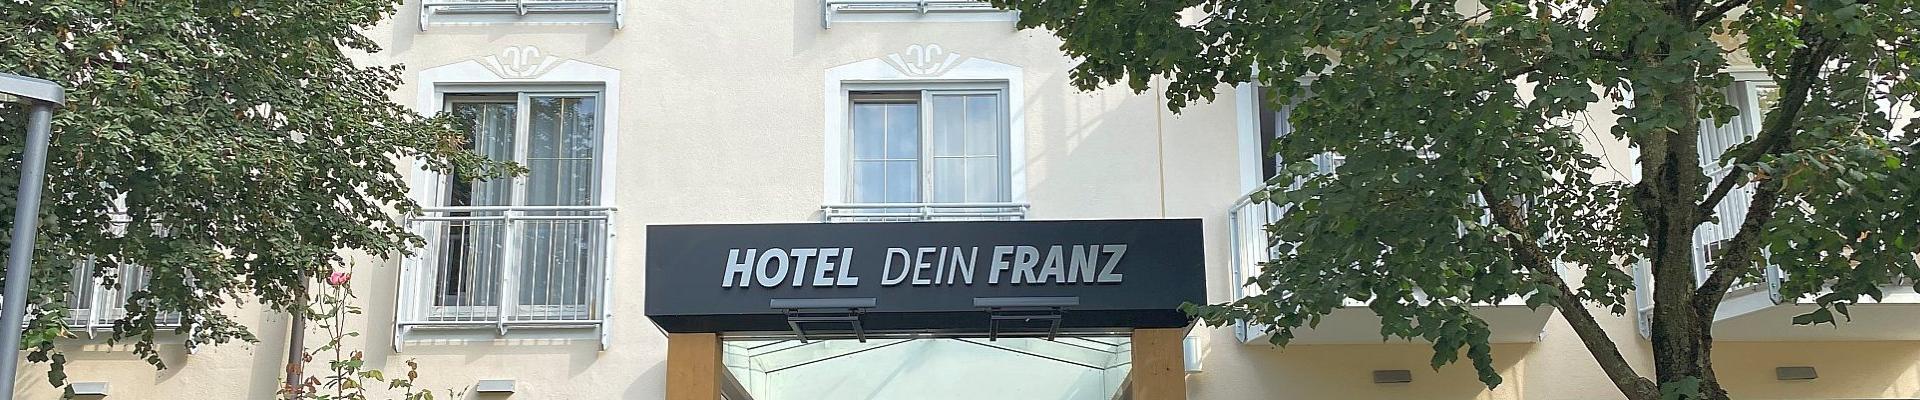 HOTEL DEIN FRANZ